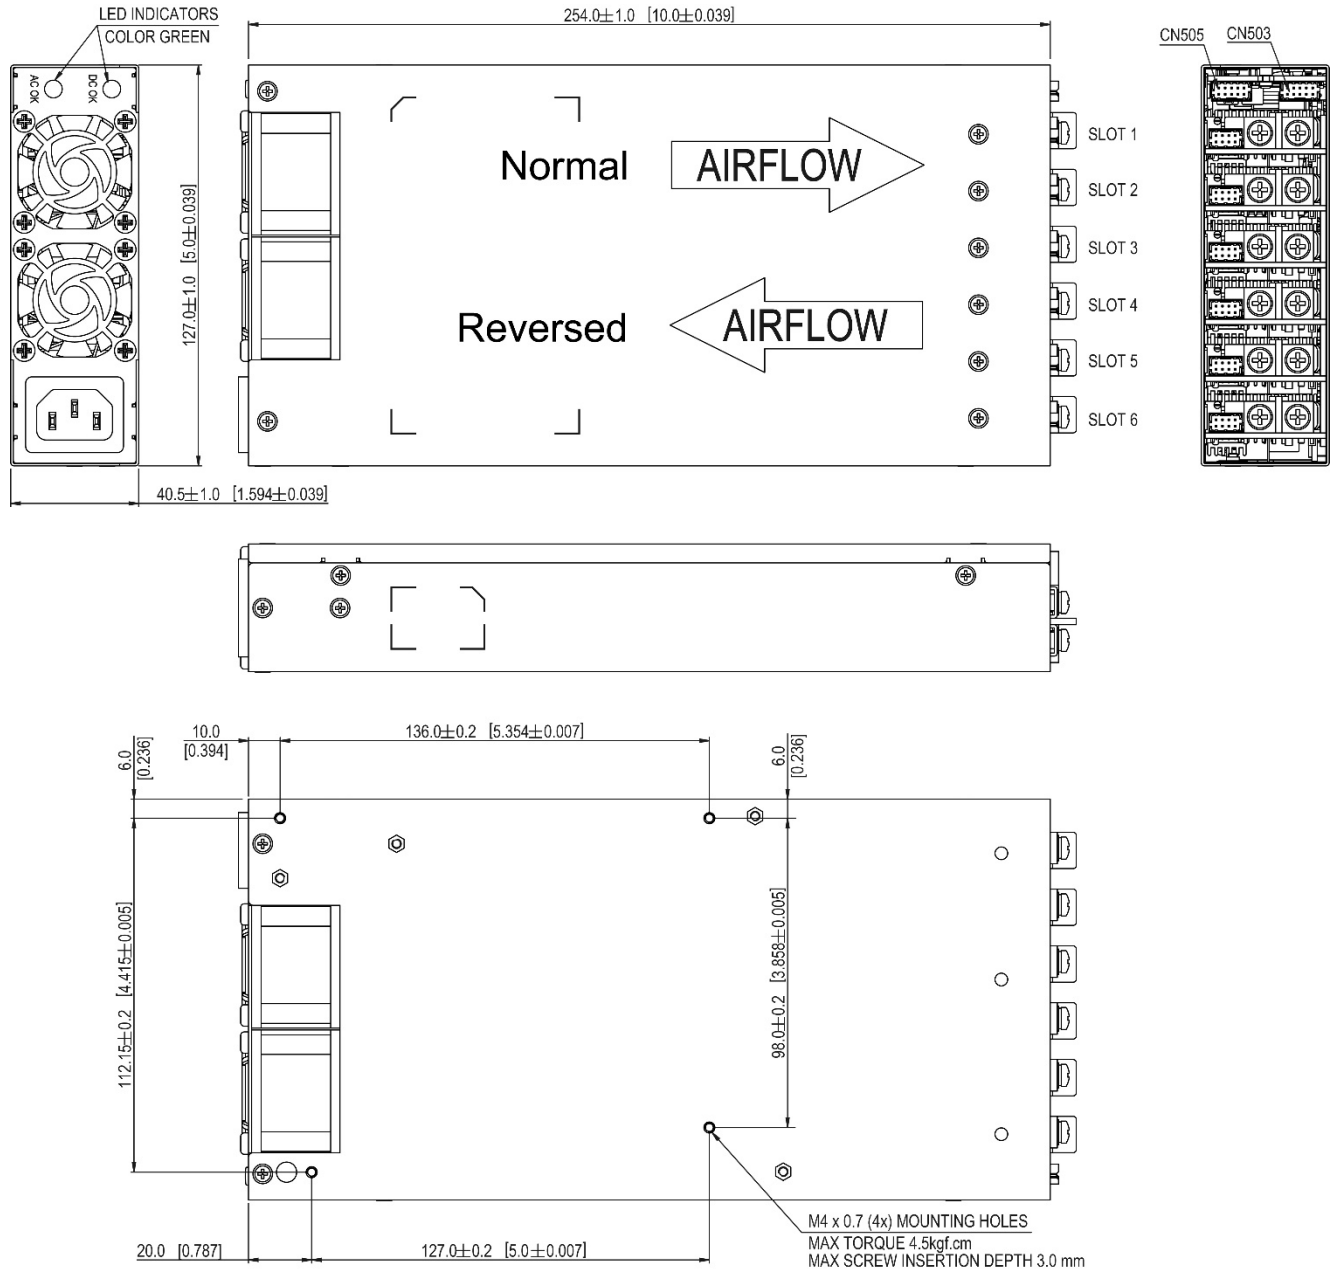 LED INDICATORS
COLOR GREEN
254.0±1.0 [10.0±0.039]
CN505
CN503
AC OK
DC OK
127.0±1.0 [5.0±0.039]
Normal
AIRFLOW
Reversed
AIRFLOW
SLOT 1
SLOT 2
SLOT 3
SLOT 4
SLOT 5
SLOT 6
40.5±1.0 [1.594±0.039]
6.0
[0.236]
10.0
[0.394]
136.0±0.2 [5.354±0.007]
6.0
[0.236]
112.15±0.2 [4.415±0.005]
98.0±0.2 [3.858±0.005]
20.0 [0.787]
127.0±0.2 [5.0±0.007]
M4 x 0.7 (4x) MOUNTING HOLES
MAX TORQUE 4.5kgf.cm
MAX SCREW INSERTION DEPTH 3.0 mm